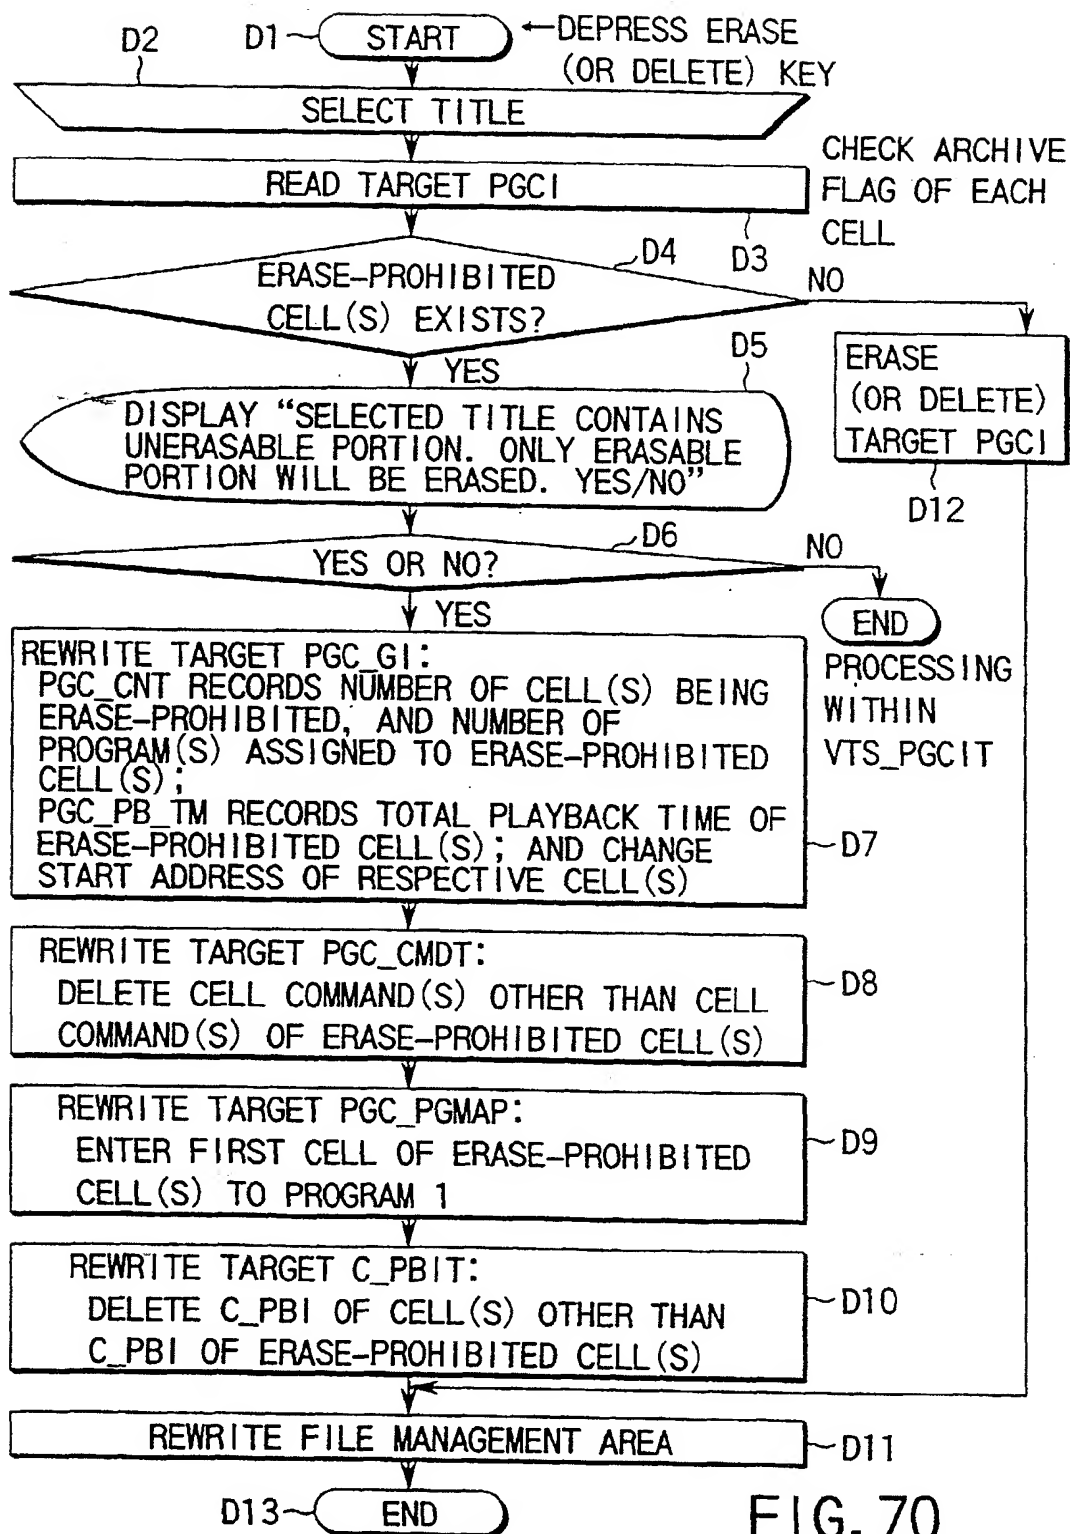 D1
START
←DEPRESS ERASE
(OR DELETE) KEY
D2
SELECT TITLE
READ TARGET PGCI
D3
CHECK ARCHIVE
FLAG OF EACH
CELL
D4
ERASE-PROHIBITED
CELL(S) EXISTS?
NO
YES
D5
DISPLAY “SELECTED TITLE CONTAINS
UNERASABLE PORTION. ONLY ERASABLE
PORTION WILL BE ERASED. YES/NO”
ERASE
(OR DELETE)
TARGET PGCI
D12
D6
YES OR NO?
NO
YES
END
PROCESSING
WITHIN
VTS_PGCIT
REWRITE TARGET PGC_GI:
PGC_CNT RECORDS NUMBER OF CELL(S) BEING
ERASE-PROHIBITED, AND NUMBER OF
PROGRAM(S) ASSIGNED TO ERASE-PROHIBITED
CELL(S);
PGC_PB_TM RECORDS TOTAL PLAYBACK TIME OF
ERASE-PROHIBITED CELL(S); AND CHANGE
START ADDRESS OF RESPECTIVE CELL(S)
D7
REWRITE TARGET PGC_CMDT:
DELETE CELL COMMAND(S) OTHER THAN CELL
COMMAND(S) OF ERASE-PROHIBITED CELL(S)
D8
REWRITE TARGET PGC_PGMAP:
ENTER FIRST CELL OF ERASE-PROHIBITED
CELL(S) TO PROGRAM 1
D9
REWRITE TARGET C_PBIT:
DELETE C_PBI OF CELL(S) OTHER THAN
C_PBI OF ERASE-PROHIBITED CELL(S)
D10
REWRITE FILE MANAGEMENT AREA
D11
D13
END
FIG. 70